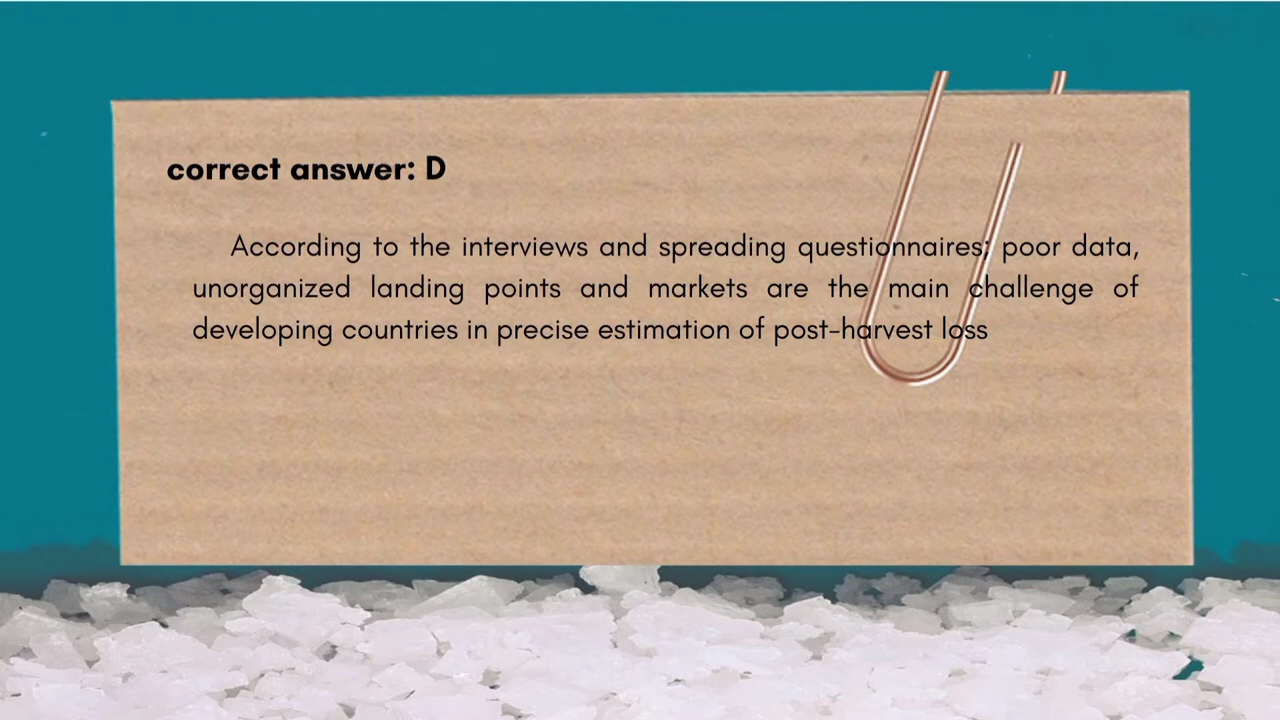 correct answer: D
According to the interviews and spreading questionnaires; poor data,
unorganized landing points and markets are the main challenge of
developing countries in precise estimation of post-harvest loss